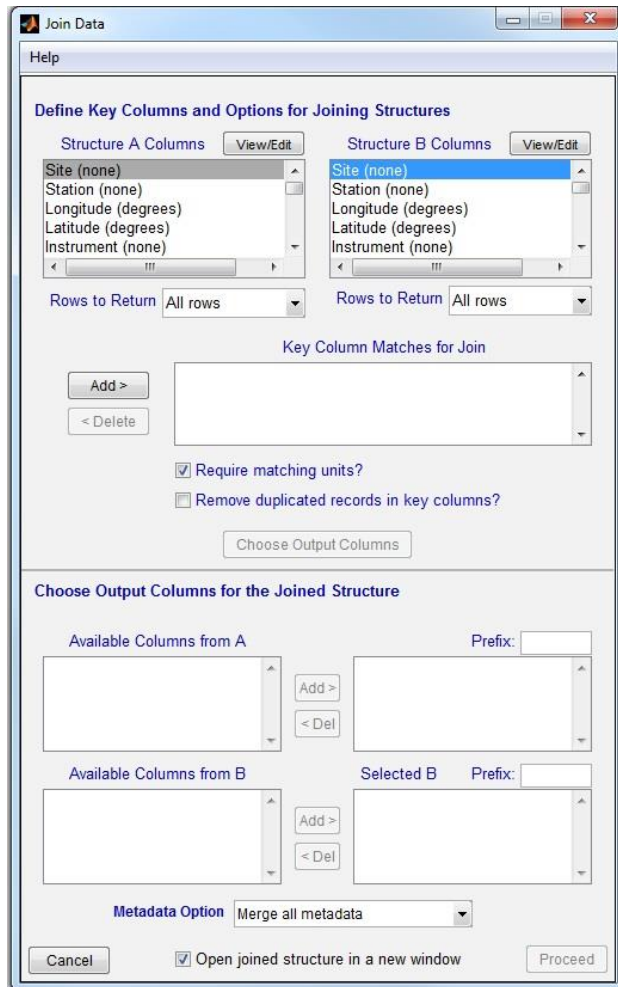 Join Data
Help
Define Key Columns and Options for Joining Structures
Structure A Columns View/Edit Structure B Columns View/Edit
Site (none) Site (none)
Station (none) Station (none)
Longitude (degrees) Longitude (degrees)
Latitude (degrees) Latitude (degrees)
Instrument (none) Instrument (none)
Rows to Return All rows Rows to Return All rows
Key Column Matches for Join
Add >
< Delete
Require matching units?
Remove duplicated records in key columns?
Choose Output Columns
Choose Output Columns for the Joined Structure
Available Columns from A Prefix:
Add >
< Del
Available Columns from B Selected B Prefix:
Add >
< Del
Metadata Option Merge all metadata
Cancel Open joined structure in a new window Proceed